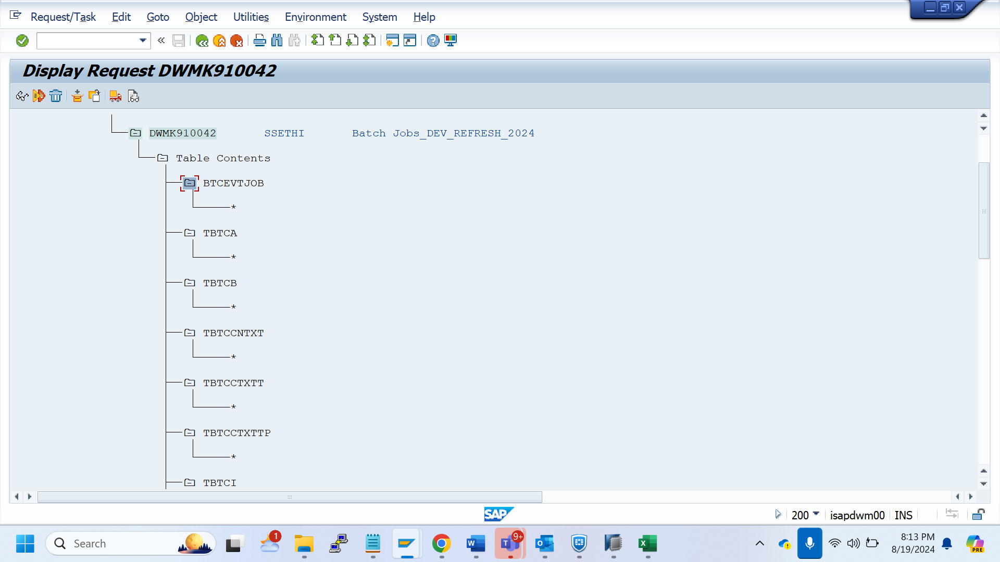 Request/Task Edit Goto Object Utilities Environment System Help
Display Request DWMK910042
DWMK910042 SSETHI Batch Jobs_DEV_REFRESH_2024
Table Contents
BTCEVTJOB
*
TBTCA
*
TBTCB
*
TBTCCNTXT
*
TBTCCTXTT
*
TBTCCTXTTP
*
TBTCI
SAP
200 isapdwm00 INS
Search
1
W
T
9+
O
X
8:13 PM
8/19/2024
PRE